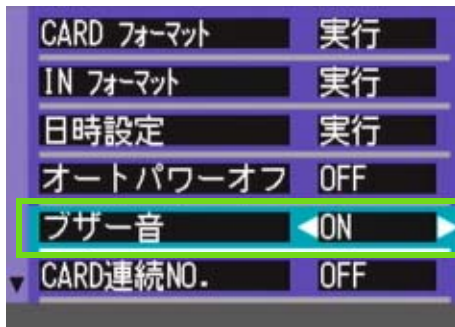 CARD フォーマット 実行
IN フォーマット 実行
日時設定 実行
オートパワーオフ OFF
ブザー音 ◀ON ▶
CARD連続NO. OFF
▼